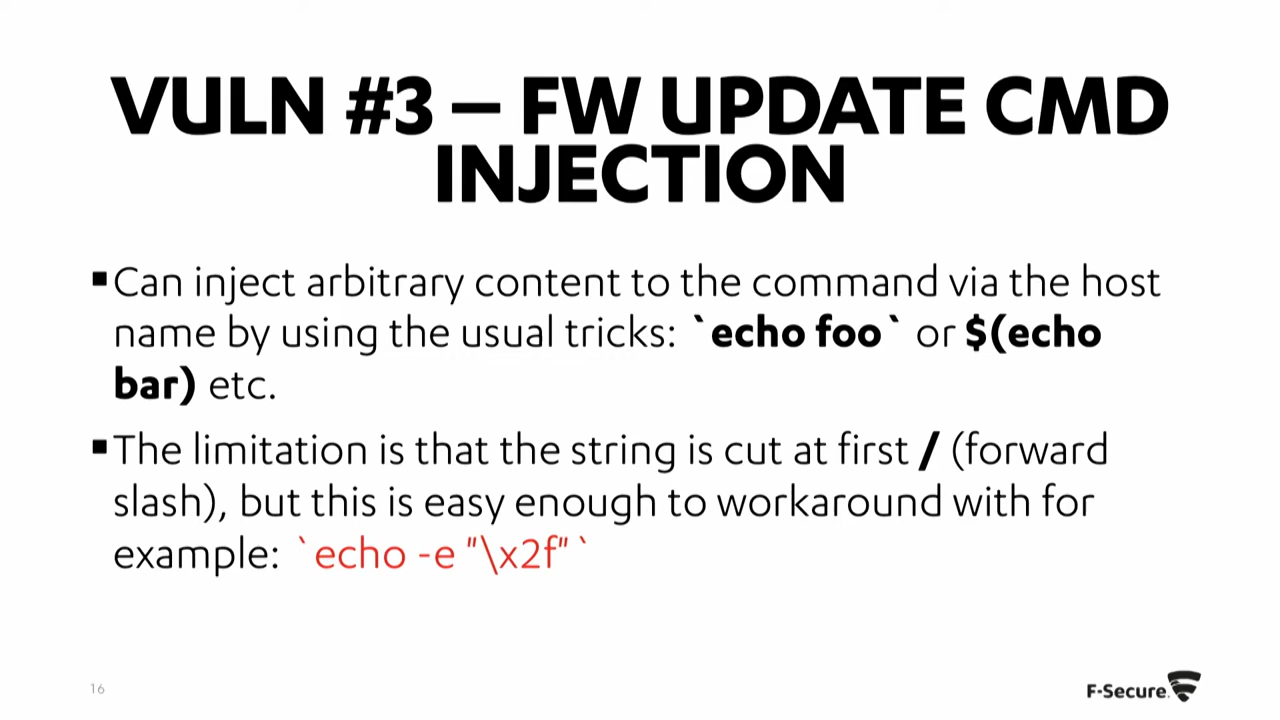 VULN #3 – FW UPDATE CMD
INJECTION
▪Can inject arbitrary content to the command via the host
name by using the usual tricks: `echo foo` or $(echo
bar) etc.
▪The limitation is that the string is cut at first / (forward
slash), but this is easy enough to workaround with for
example: `echo -e "\x2f"`
16
F-Secure.